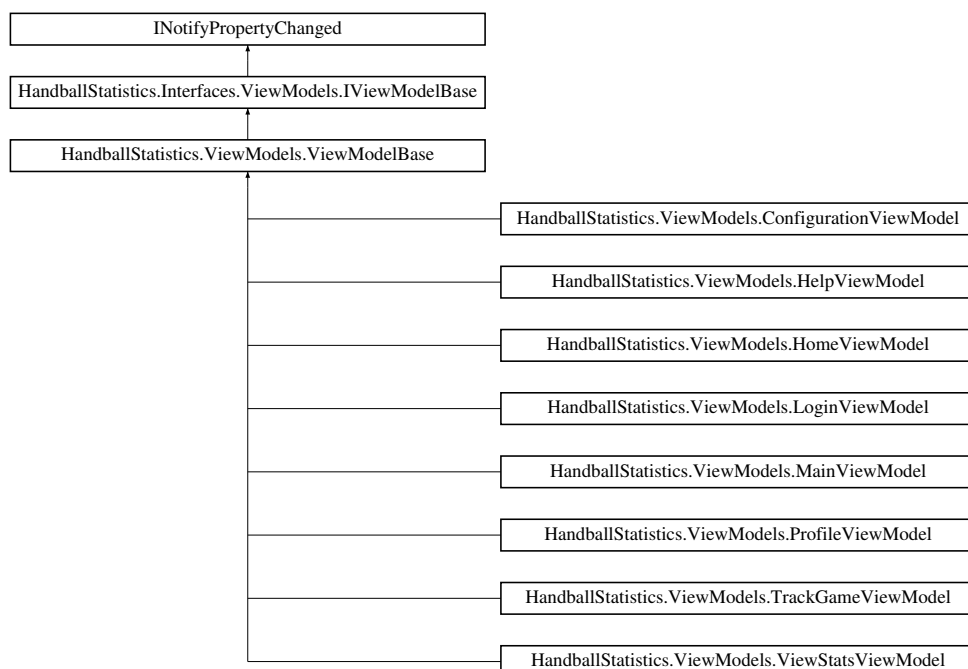 INotifyPropertyChanged
HandballStatistics.Interfaces.ViewModels.IViewModelBase
HandballStatistics.ViewModels.ViewModelBase
HandballStatistics.ViewModels.ConfigurationViewModel
HandballStatistics.ViewModels.HelpViewModel
HandballStatistics.ViewModels.HomeViewModel
HandballStatistics.ViewModels.LoginViewModel
HandballStatistics.ViewModels.MainViewModel
HandballStatistics.ViewModels.ProfileViewModel
HandballStatistics.ViewModels.TrackGameViewModel
HandballStatistics.ViewModels.ViewStatsViewModel